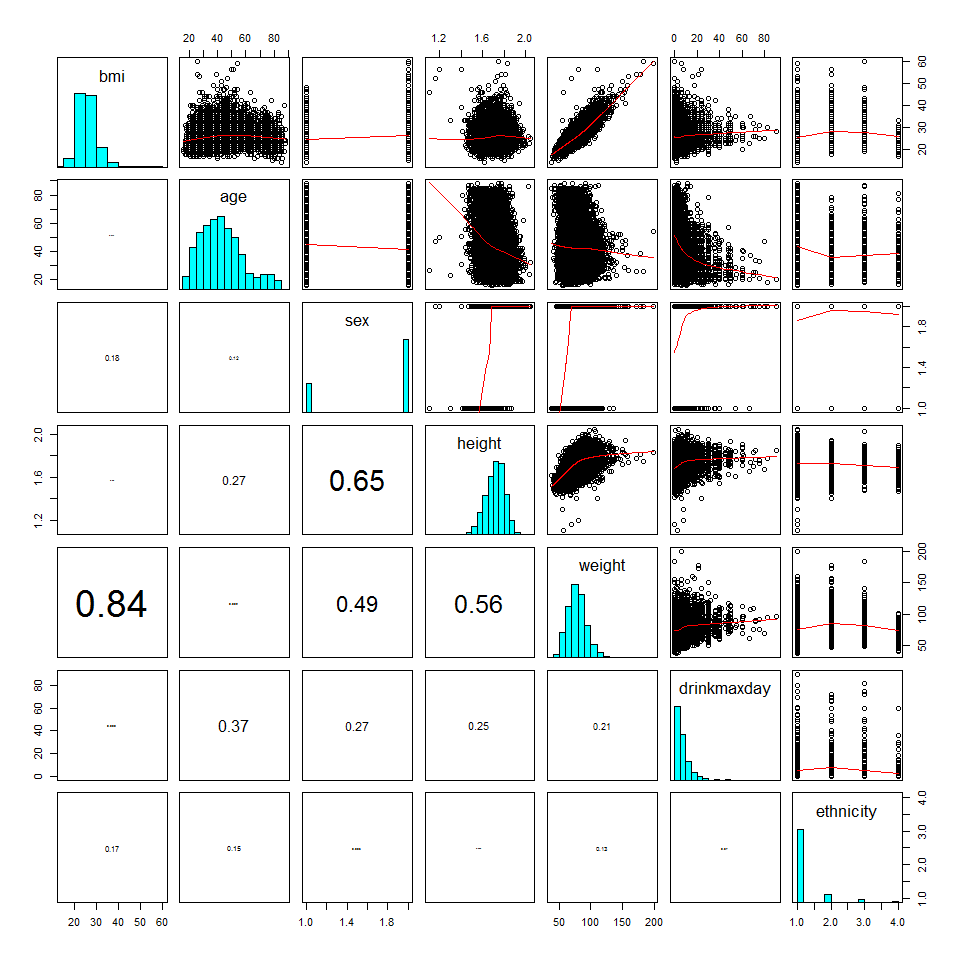 20 40 60 80
1.2 1.6 2.0
0 20 40 60 80
bmi
20 30 40 50 60
age
20 40 60 80
sex
0.18
0.12
1.0 1.4 1.8
height
1.2 1.6 2.0
0.27
0.65
weight
0.84
0.49
0.56
50 100 150 200
drinkmaxday
0 20 40 60 80
0.37
0.27
0.25
0.21
ethnicity
0.17
0.15
0.13
1.0 2.0 3.0 4.0
20 30 40 50 60
1.0 1.4 1.8
50 100 150 200
1.0 2.0 3.0 4.0